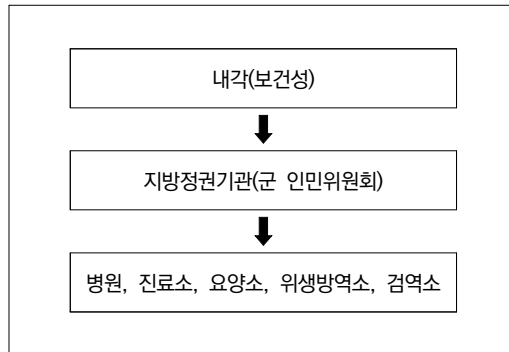 내각(보건성)
지방정권기관(군 인민위원회)
병원, 진료소, 요양소, 위생방역소, 검역소